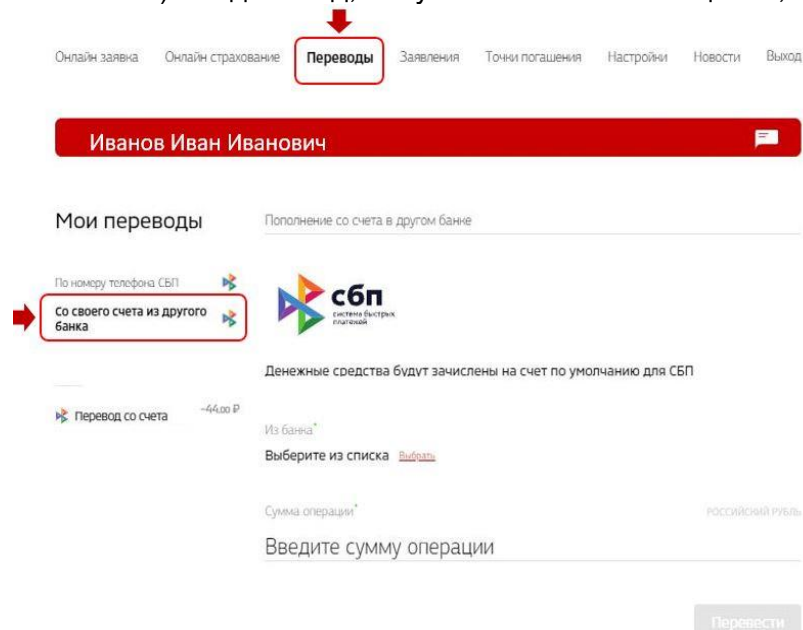 Онлайн заявка Онлайн страхование Переводы Заявления Точки погашения Настройки Новости Выход
Иванов Иван Иванович
Мои переводы
Пополнение со счета в другом банке
По номеру телефона СБП
Со своего счета из другого
банка
сбп
система быстрых
платежей
Денежные средства будут зачислены на счет по умолчанию для СБП
Перевод со счета -44,00 ₽
Из банка*
Выберите из списка Выбрать
Сумма операции* РОССИЙСКИЙ РУБЛЬ
Введите сумму операции
Перевести